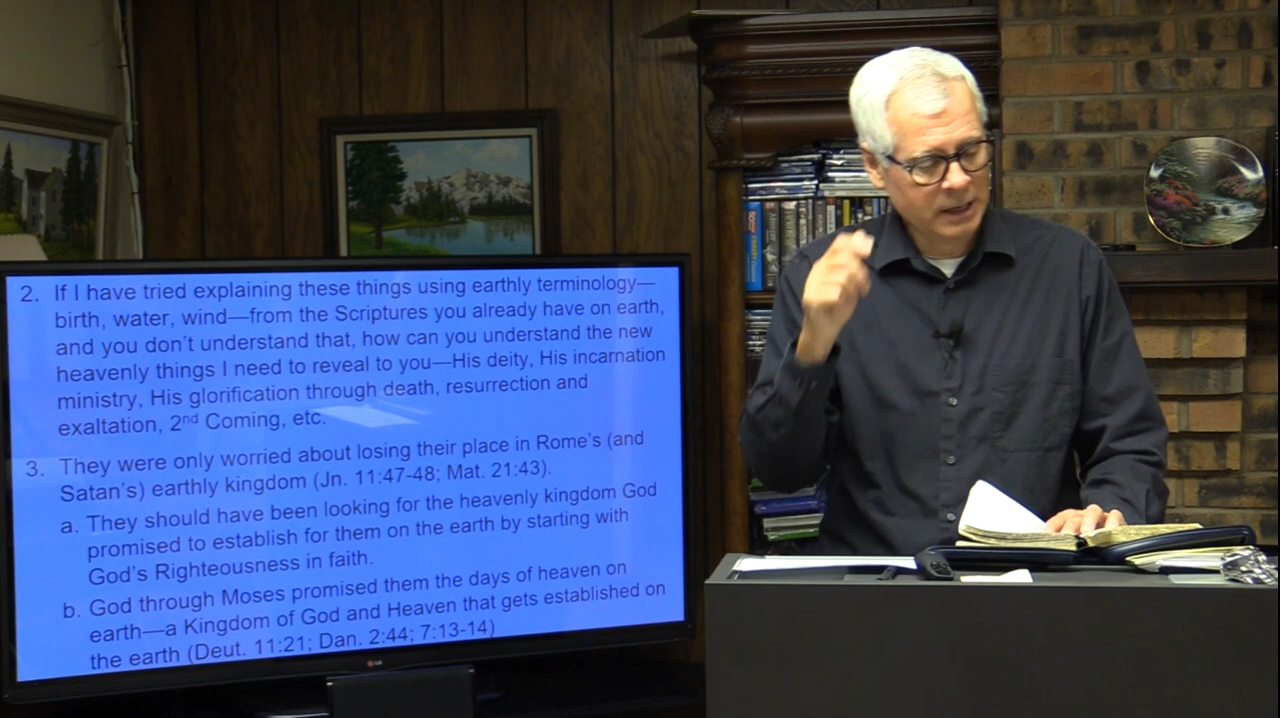 2. If I have tried explaining these things using earthly terminology—
birth, water, wind—from the Scriptures you already have on earth,
and you don't understand that, how can you understand the new
heavenly things I need to reveal to you—His deity, His incarnation
ministry, His glorification through death, resurrection and
exaltation, 2nd Coming, etc.
3. They were only worried about losing their place in Rome's (and
Satan's) earthly kingdom (Jn. 11:47-48; Mat. 21:43).
a. They should have been looking for the heavenly kingdom God
promised to establish for them on the earth by starting with
God's Righteousness in faith.
b. God through Moses promised them the days of heaven on
earth—a Kingdom of God and Heaven that gets established on
the earth (Deut. 11:21; Dan. 2:44; 7:13-14)
LG